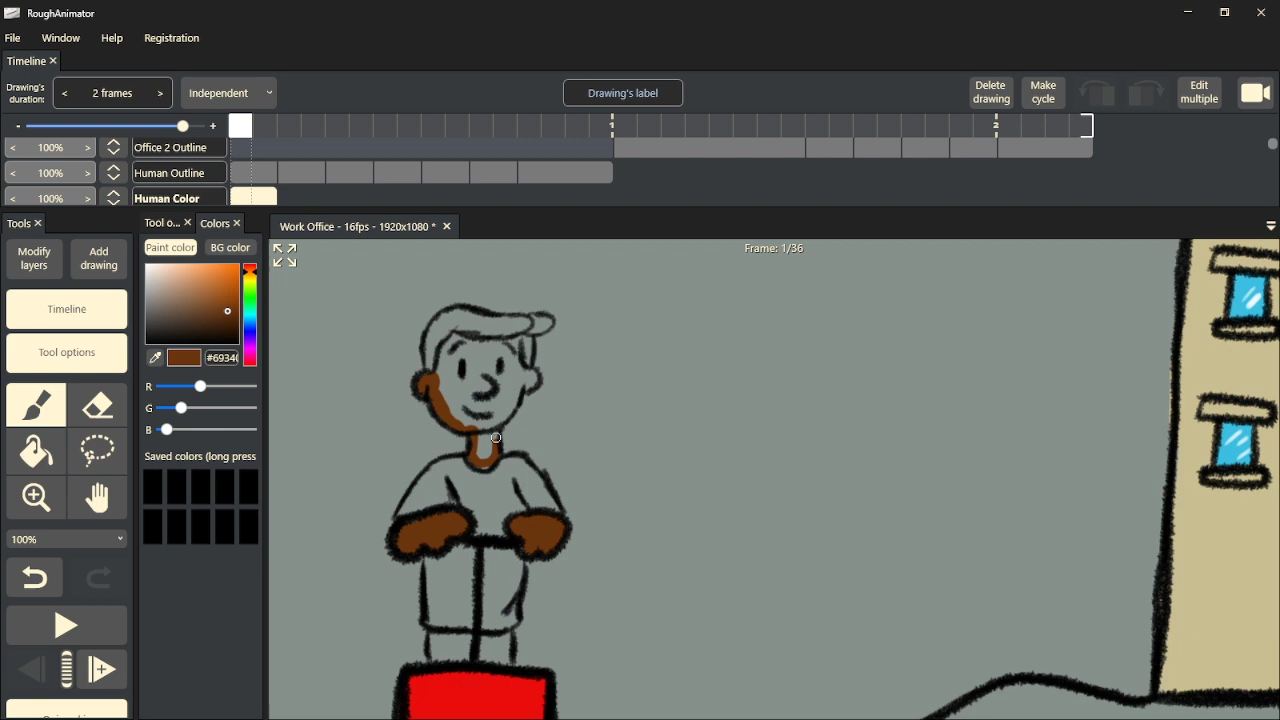 RoughAnimator
File Window Help Registration
Timeline
Drawing's duration: < 2 frames > Independent Drawing's label Delete drawing Make cycle Edit multiple
- + 1 2
< 100% > Office 2 Outline
< 100% > Human Outline
< 100% > Human Color
Tools Tool o... Colors Work Office - 16fps - 1920x1080 *
Modify layers Add drawing Paint color BG color Frame: 1/36
Timeline
Tool options
#6934
R
G
B
Saved colors (long press
100%